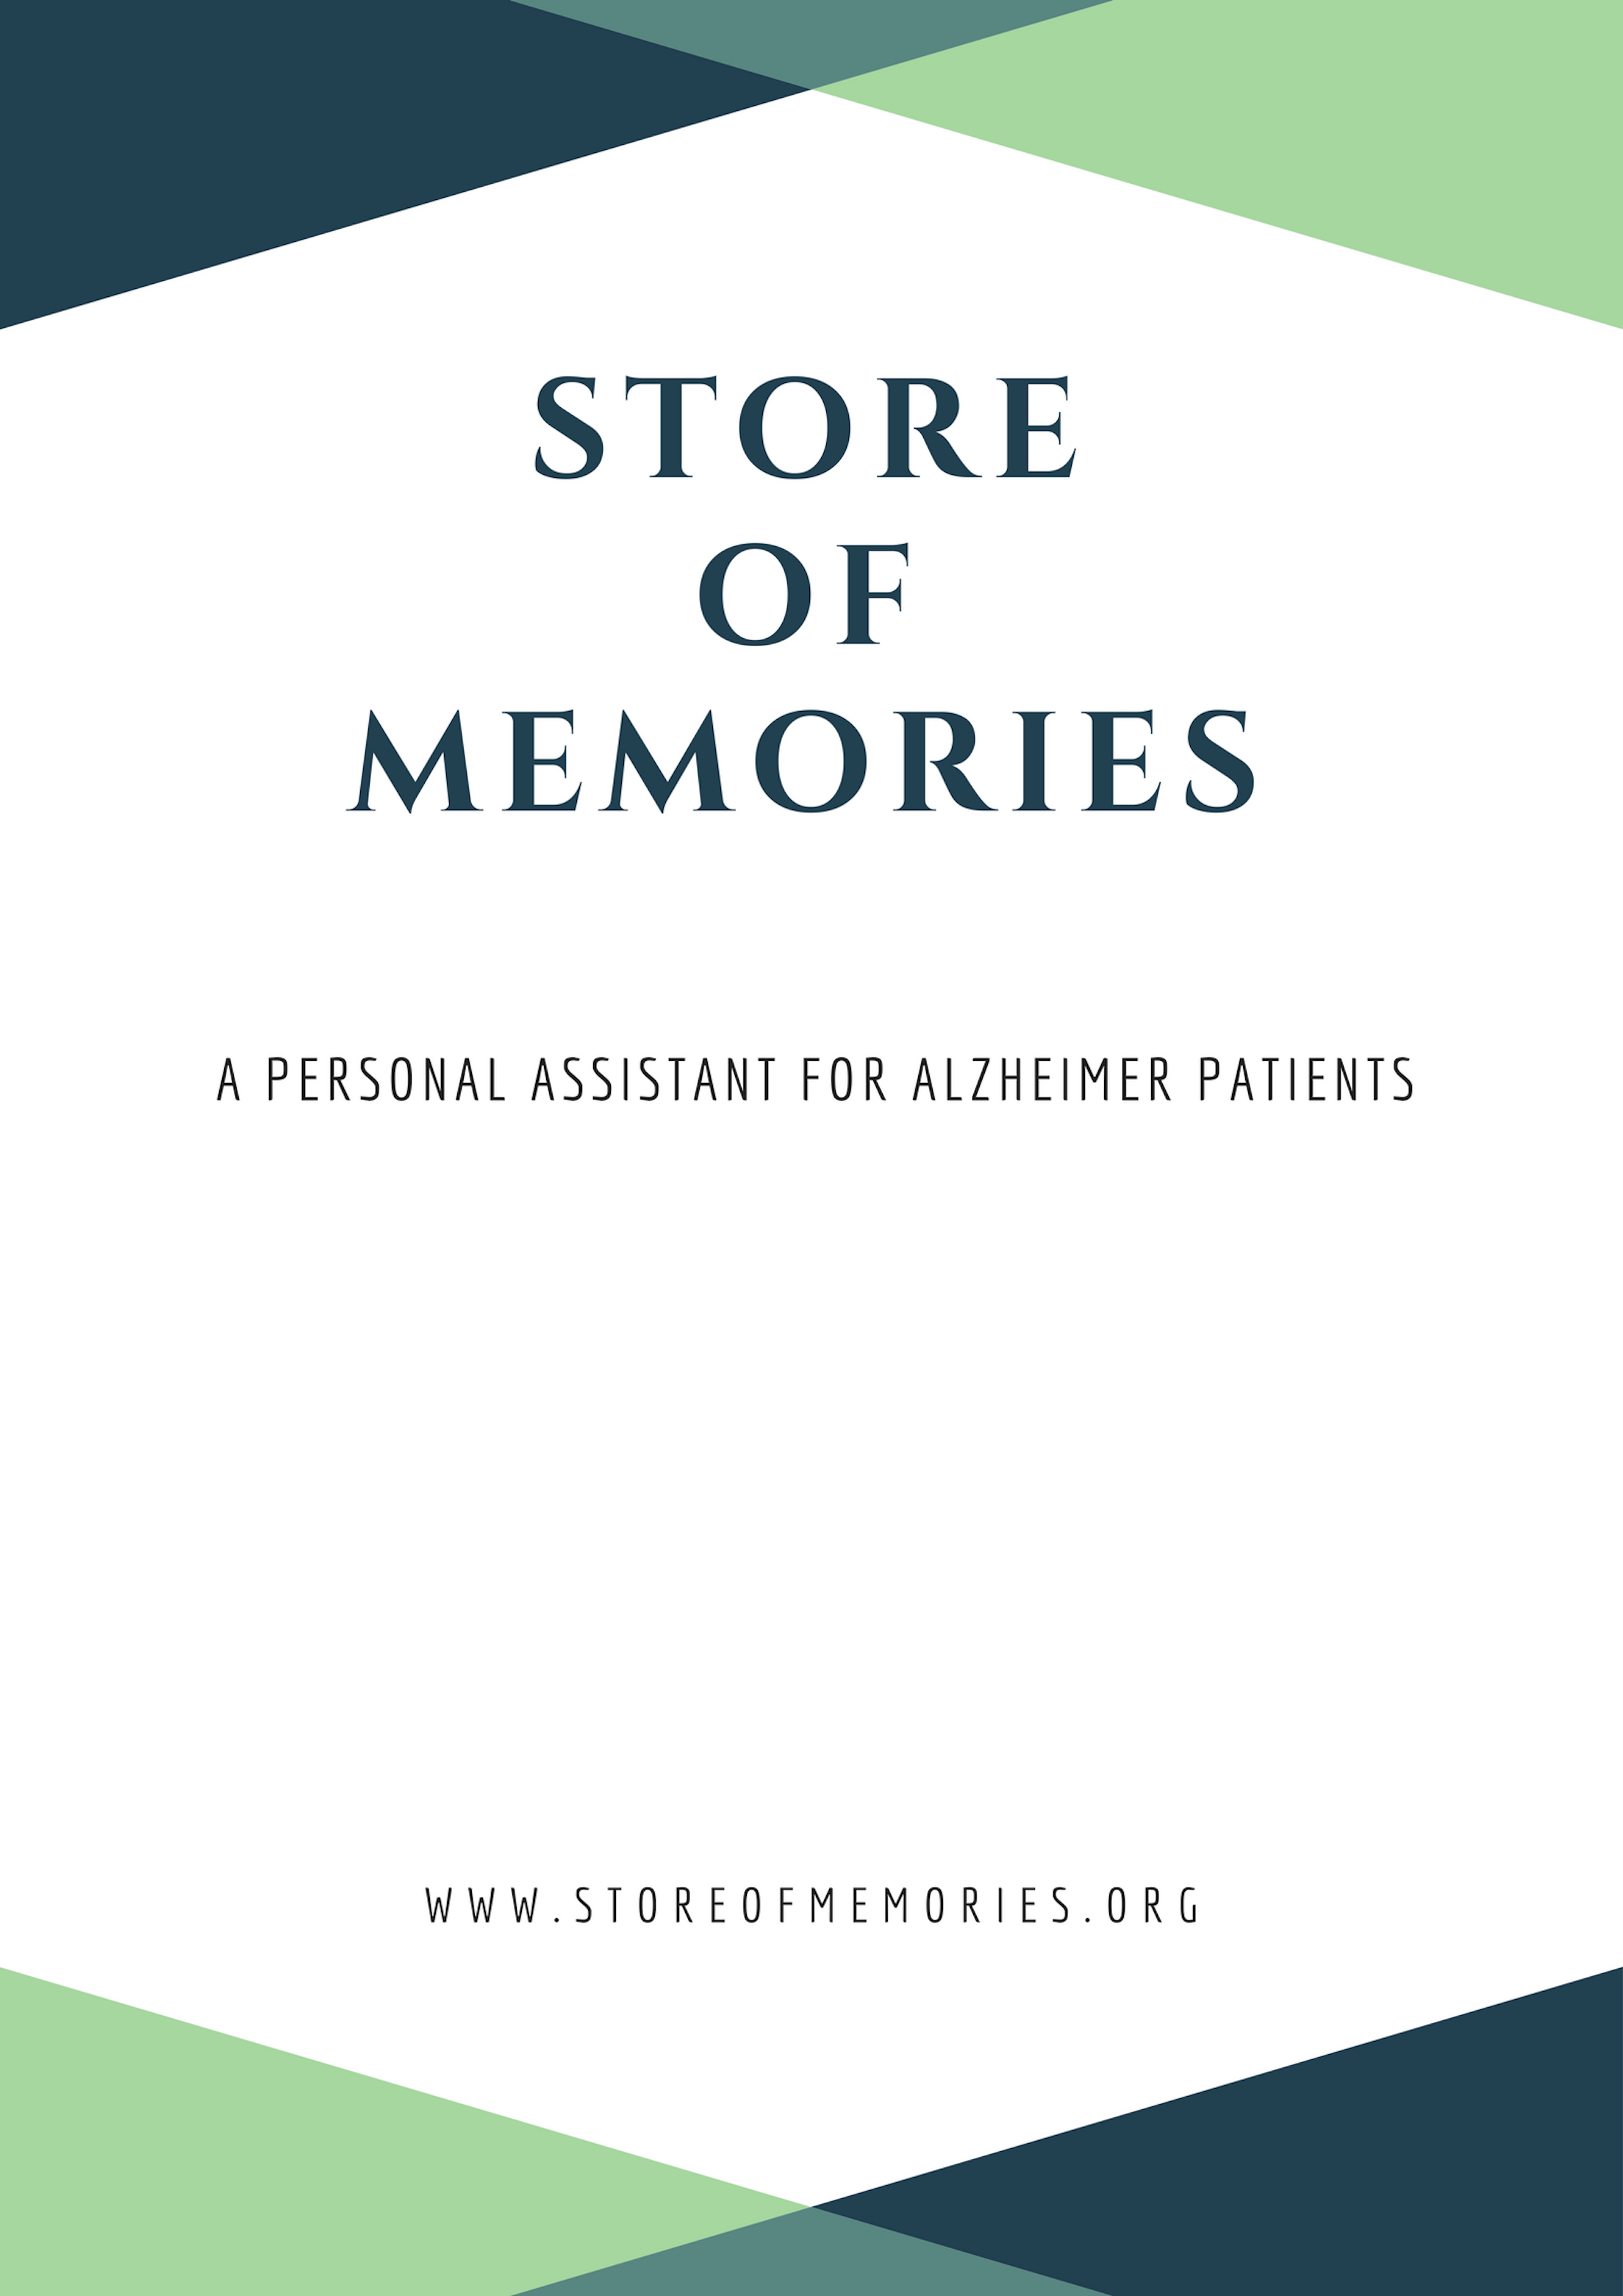 STORE
OF
MEMORIES
A PERSONAL ASSISTANT FOR ALZHEIMER PATIENTS
WWW.STOREOFMEMORIES.ORG